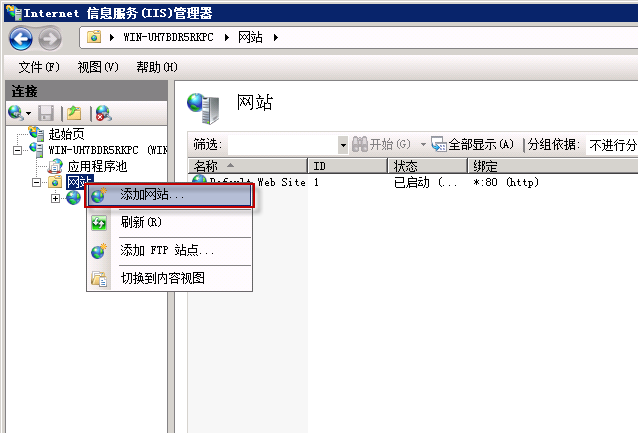 Internet 信息服务(IIS)管理器
WIN-UH7BDR5RKPC 网站
文件(F) 视图(V) 帮助(H)
连接
起始页
WIN-UH7BDR5RKPC (WIN
应用程序池
网站
添加网站...
刷新(R)
添加 FTP 站点...
切换到内容视图
网站
筛选: 开始(G) 全部显示(A) 分组依据: 不进行分
名称 ID 状态 绑定
Default Web Site 1 已启动 (... *:80 (http)